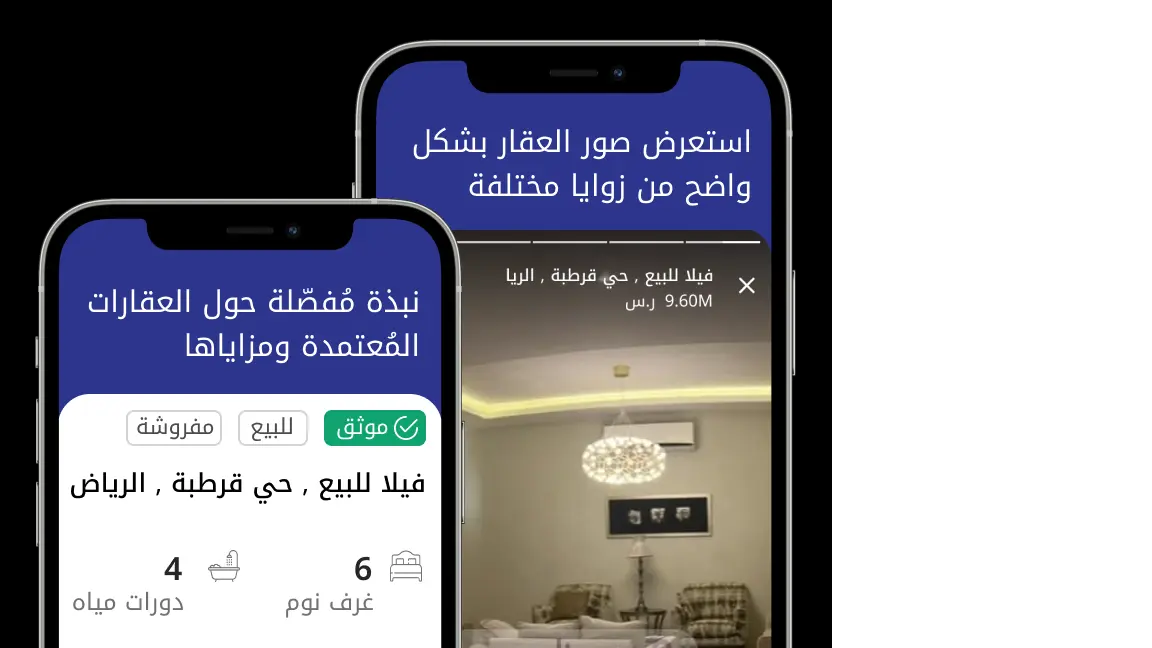 استعرض صور العقار بشكل
واضح من زوايا مختلفة
فيلا للبيع , حي قرطبة , الريا
9.60M ر.س
نبذة مُفصّلة حول العقارات
المُعتمدة ومزاياها
موثق
للبيع
مفروشة
فيلا للبيع , حي قرطبة , الرياض
6
غرف نوم
4
دورات مياه